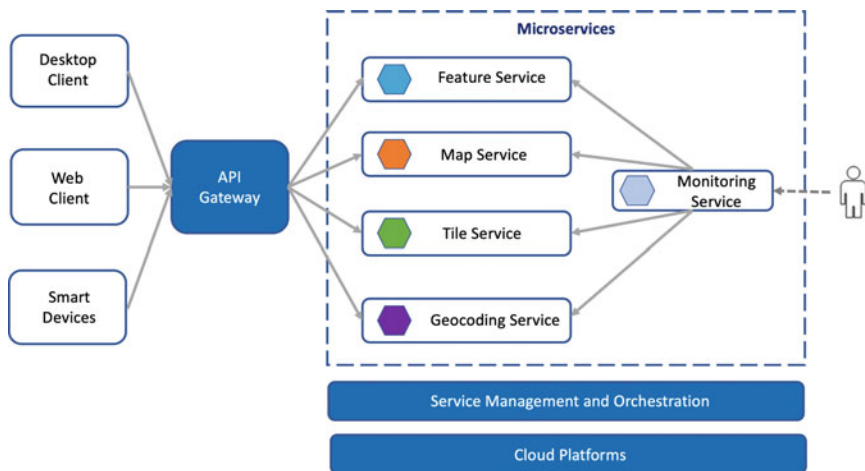 Microservices
Desktop
Client
Web
Client
Smart
Devices
API
Gateway
Feature Service
Map Service
Tile Service
Geocoding Service
Monitoring
Service
Service Management and Orchestration
Cloud Platforms